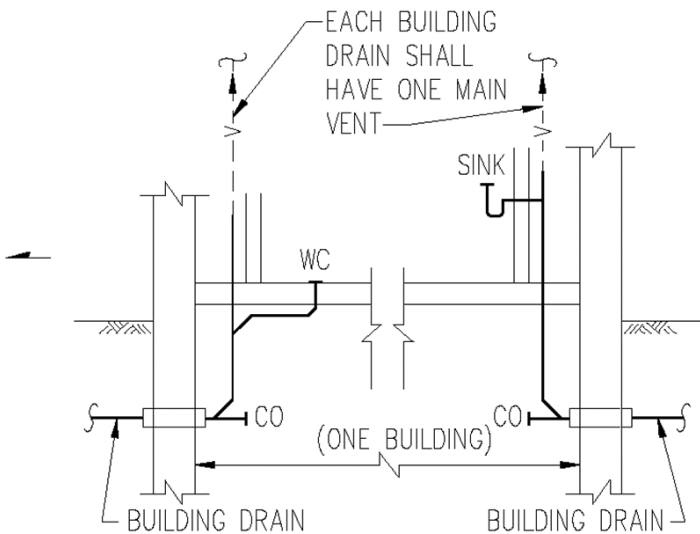 EACH BUILDING
DRAIN SHALL
HAVE ONE MAIN
VENT
V
V
SINK
WC
CO
CO
(ONE BUILDING)
BUILDING DRAIN
BUILDING DRAIN